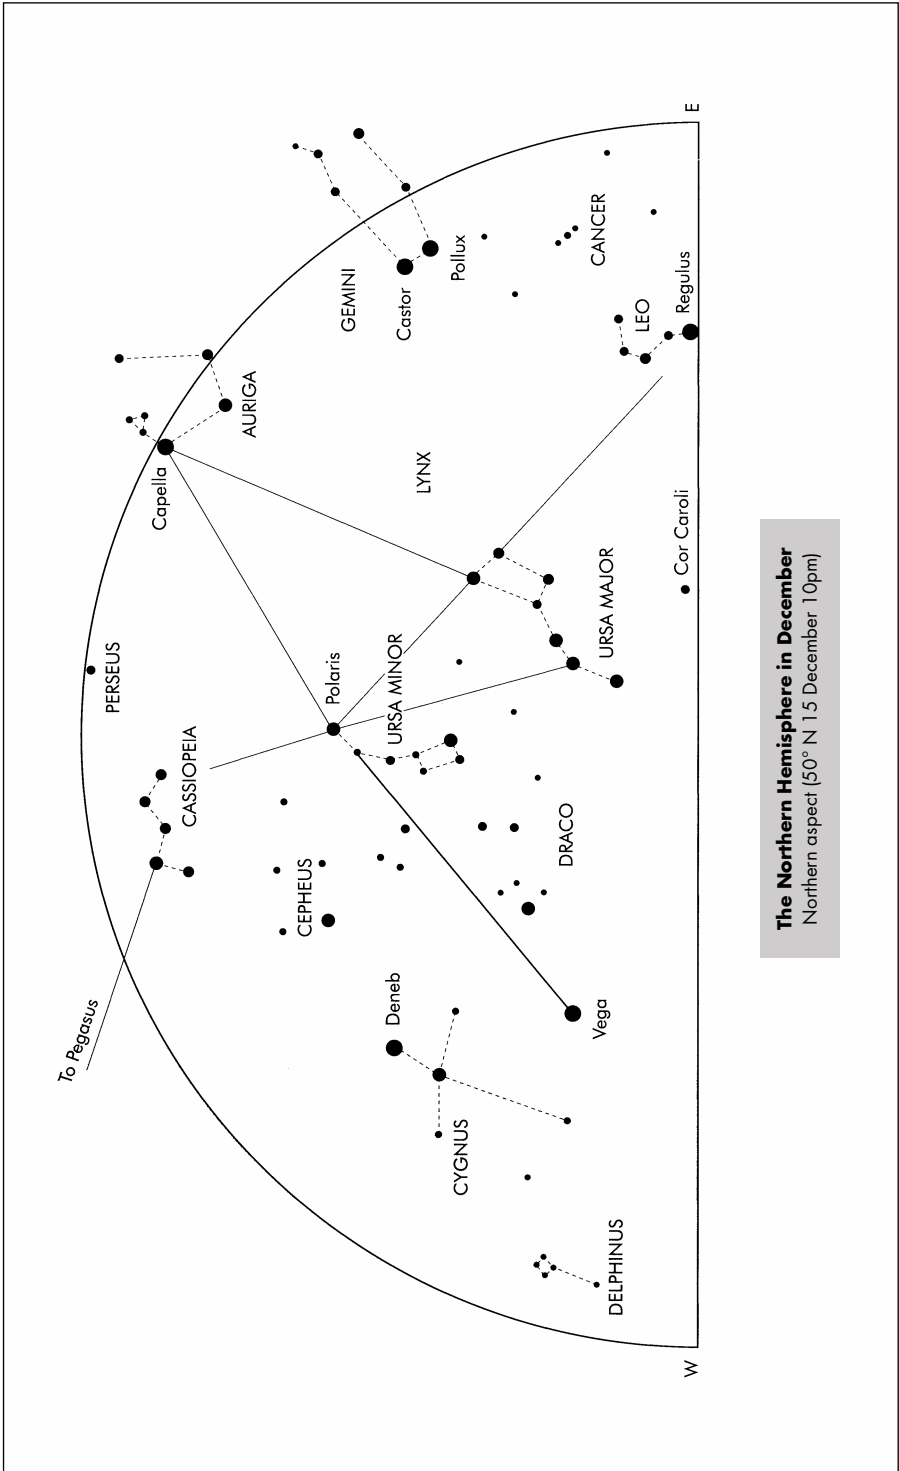 To Pegasus
PERSEUS
CASSIOPEIA
Capella
AURIGA
GEMINI
Castor
Pollux
CANCER
LEO
Regulus
LYNX
Polaris
URSA MINOR
URSA MAJOR
Cor Caroli
CEPHEUS
DRACO
Deneb
Vega
CYGNUS
DELPHINUS
W
E
The Northern Hemisphere in December
Northern aspect (50° N 15 December 10pm)